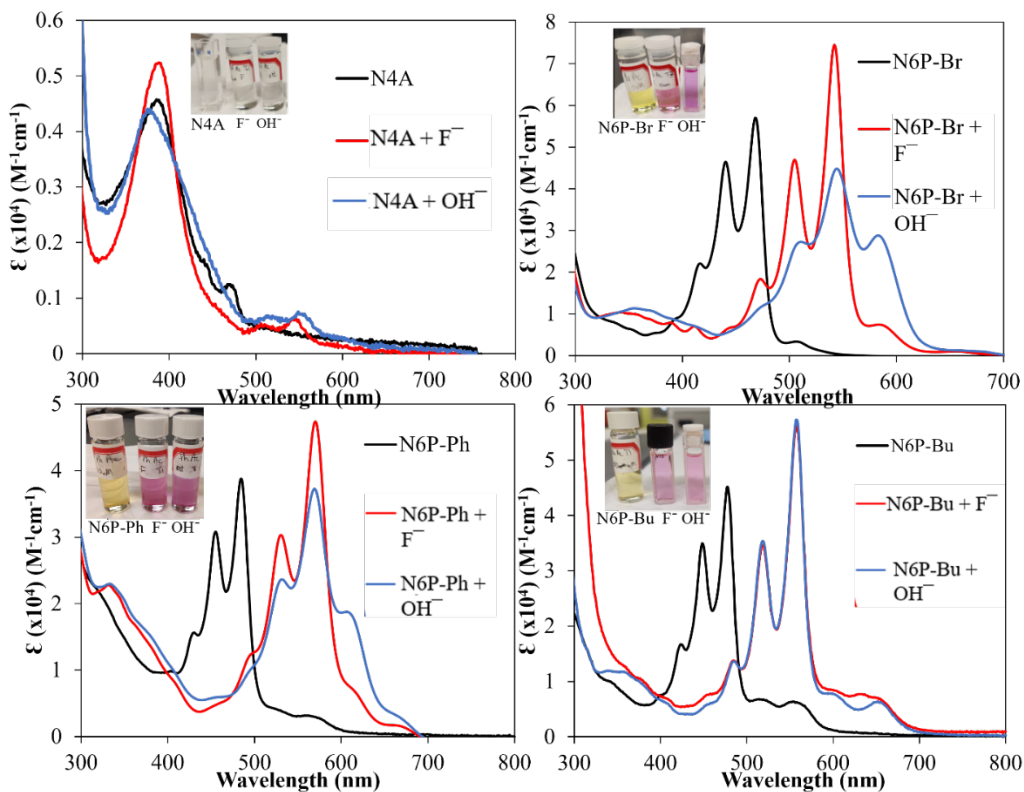 0.6
0.5
0.4
0.3
0.2
0.1
0
300 400 500 600 700 800
Wavelength (nm)
Ɛ (x10⁴) (M⁻¹cm⁻¹)
N4A F⁻ OH⁻
N4A
N4A + F⁻
N4A + OH⁻
8
7
6
5
4
3
2
1
0
300 400 500 600 700
Wavelength (nm)
Ɛ (x10⁴) (M⁻¹cm⁻¹)
N6P-Br F⁻ OH⁻
N6P-Br
N6P-Br +
F⁻
N6P-Br +
OH⁻
5
4
3
2
1
0
300 400 500 600 700 800
Wavelength (nm)
Ɛ (x10⁴) (M⁻¹cm⁻¹)
N6P-Ph F⁻ OH⁻
N6P-Ph
N6P-Ph +
F⁻
N6P-Ph +
OH⁻
6
5
4
3
2
1
0
300 400 500 600 700 800
Wavelength (nm)
Ɛ (x10⁴) (M⁻¹cm⁻¹)
N6P-Bu F⁻ OH⁻
N6P-Bu
N6P-Bu + F⁻
N6P-Bu +
OH⁻